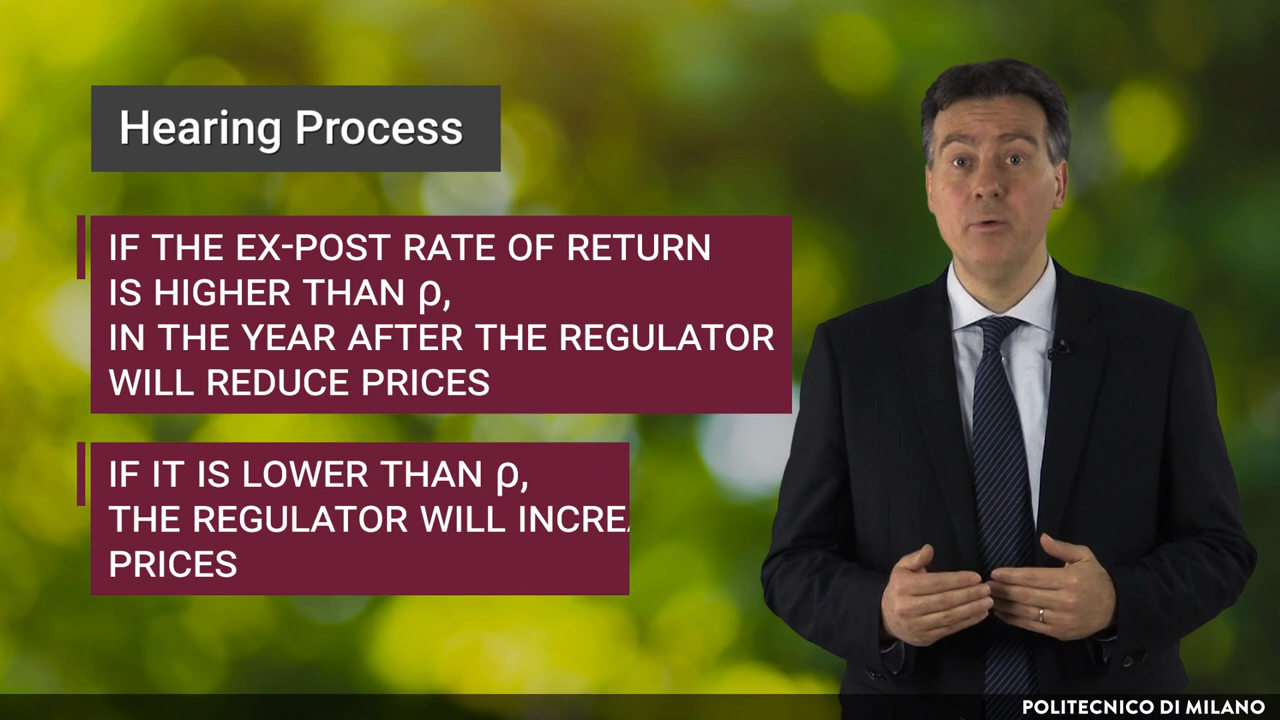 Hearing Process
IF THE EX-POST RATE OF RETURN
IS HIGHER THAN ρ,
IN THE YEAR AFTER THE REGULATOR
WILL REDUCE PRICES
IF IT IS LOWER THAN ρ,
THE REGULATOR WILL INCREA
PRICES
POLITECNICO DI MILANO